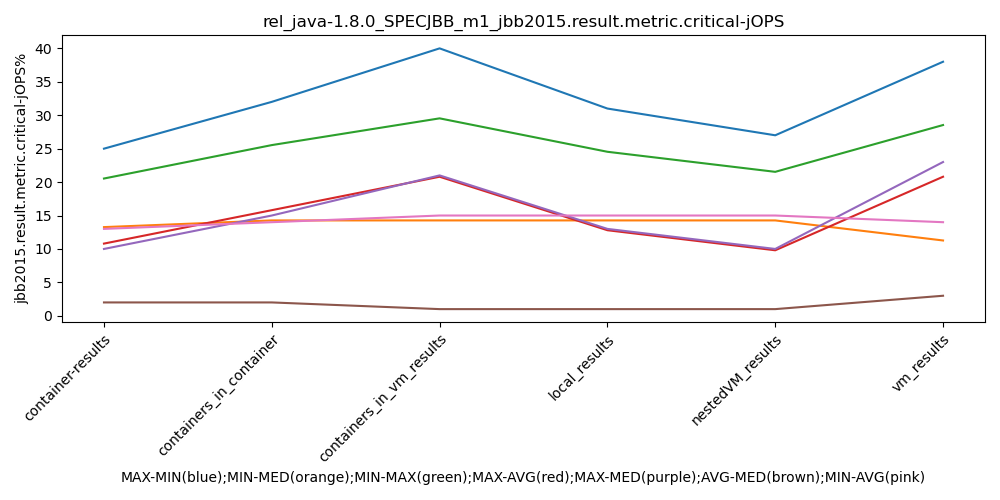 rel_java-1.8.0_SPECJBB_m1_jbb2015.result.metric.critical-jOPS
jbb2015.result.metric.critical-jOPS%
40
35
30
25
20
15
10
5
0
container-results
containers_in_container
containers_in_vm_results
local_results
nestedVM_results
vm_results
MAX-MIN(blue);MIN-MED(orange);MIN-MAX(green);MAX-AVG(red);MAX-MED(purple);AVG-MED(brown);MIN-AVG(pink)